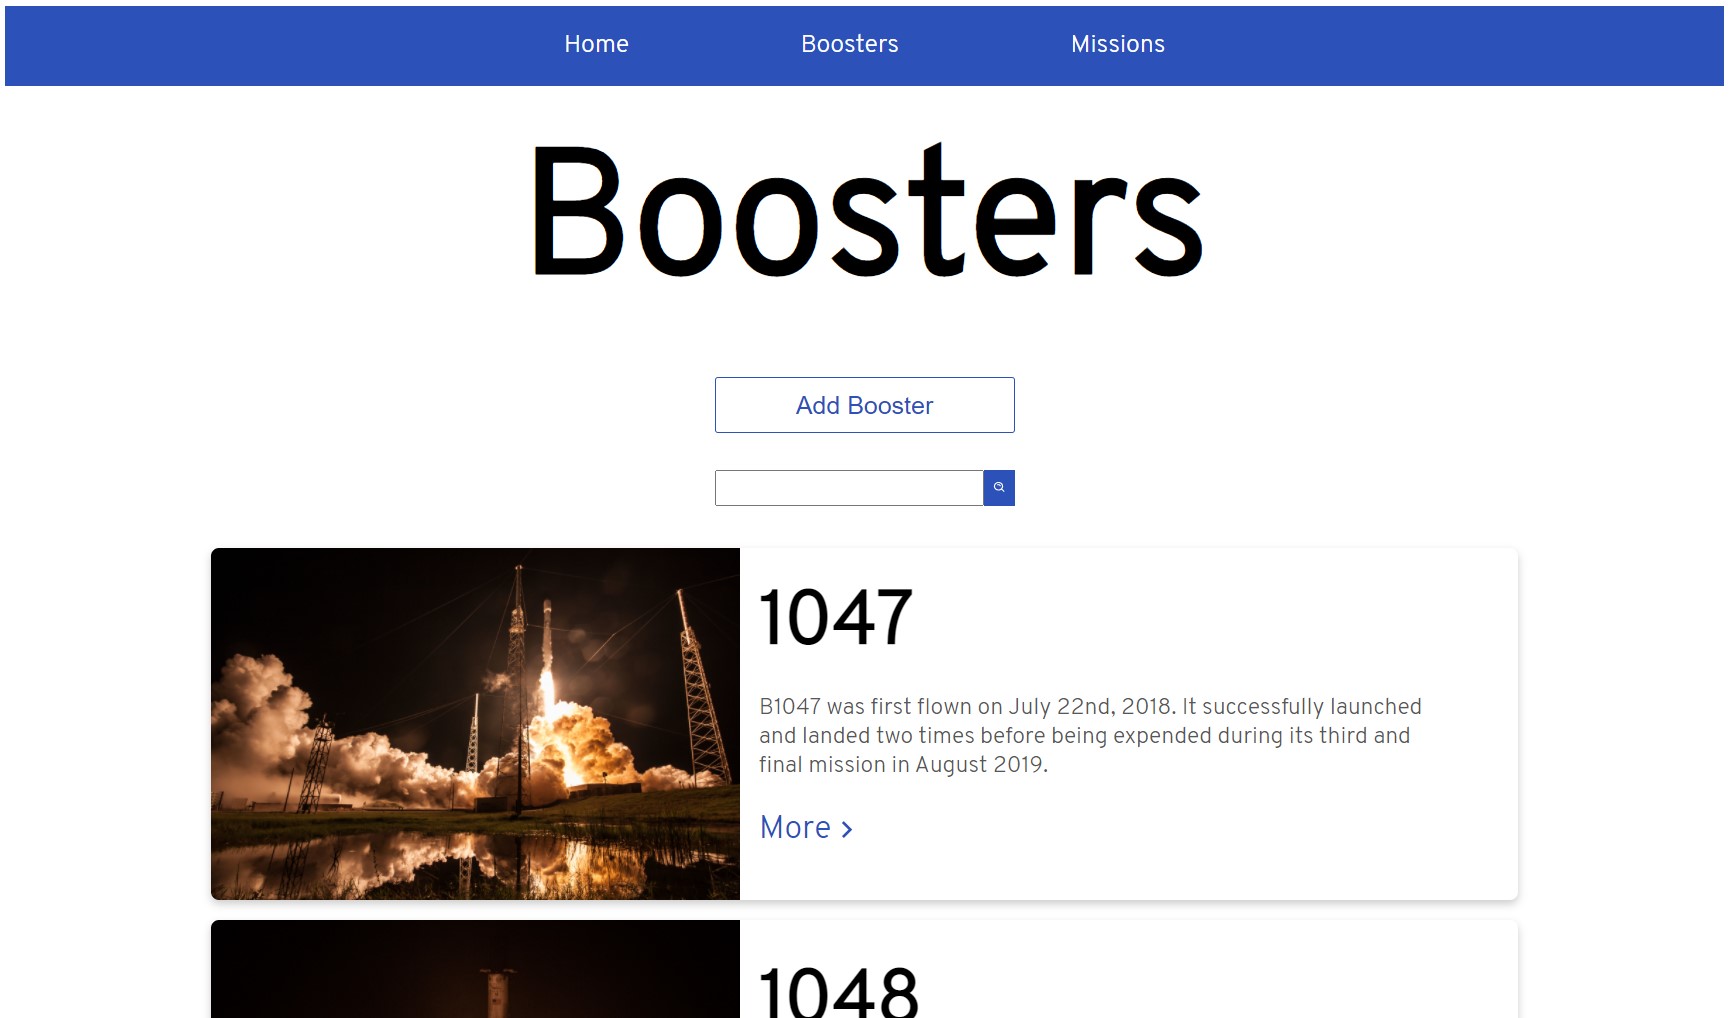 Home Boosters Missions
Boosters
Add Booster
1047
B1047 was first flown on July 22nd, 2018. It successfully launched
and landed two times before being expended during its third and
final mission in August 2019.
More
1048